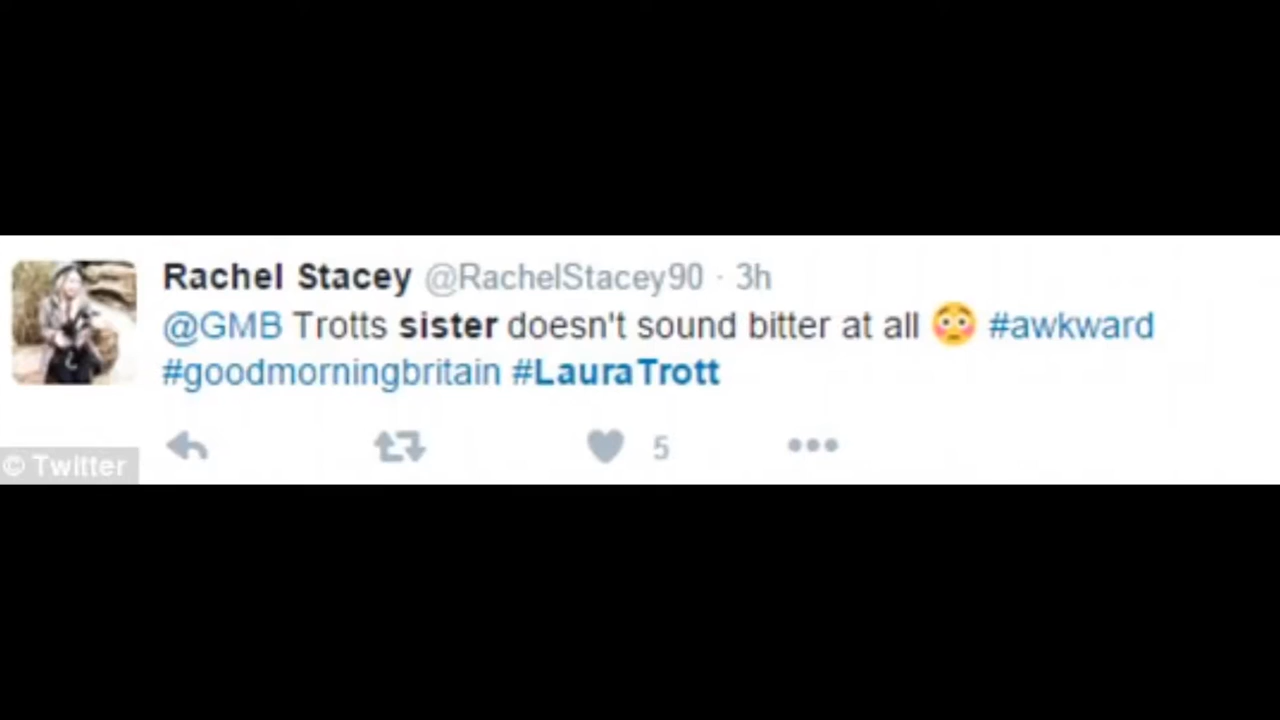 Rachel Stacey @RachelStacey90 · 3h
@GMB Trotts sister doesn't sound bitter at all 😳 #awkward
#goodmorningbritain #LauraTrott
5
© Twitter